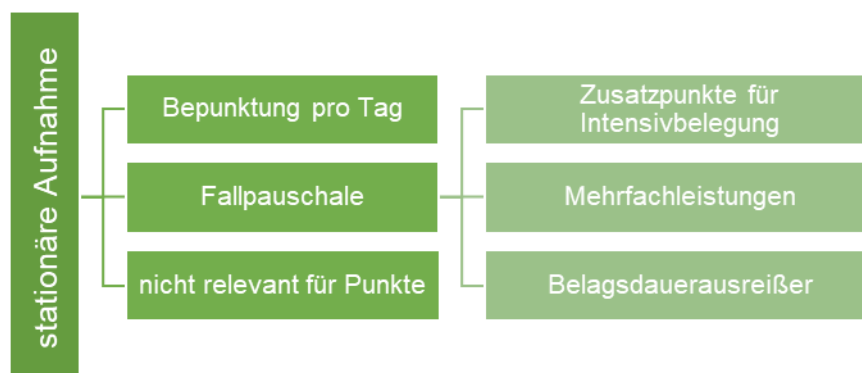 stationäre Aufnahme
Bepunktung pro Tag
Fallpauschale
nicht relevant für Punkte
Zusatzpunkte für
Intensivbelegung
Mehrfachleistungen
Belagsdauerausreißer